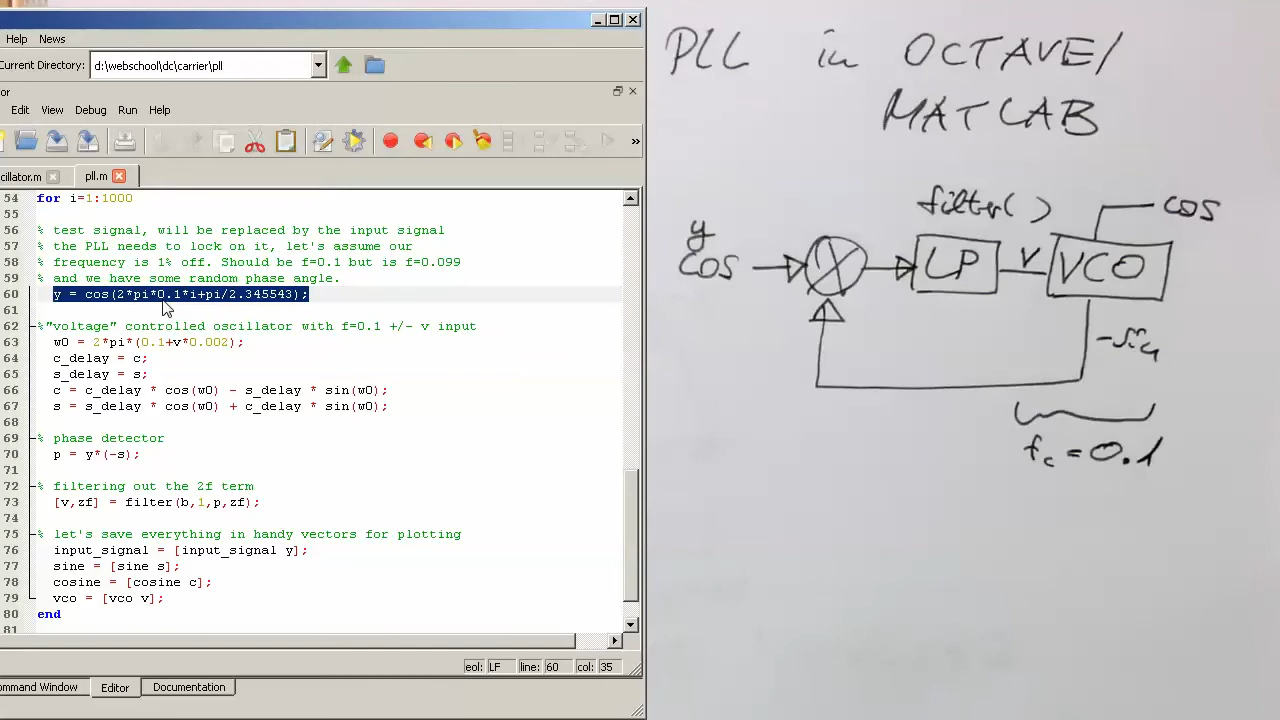 Help News
Current Directory: d:\webschool\dc\carrier\pll
or
Edit View Debug Run Help
cillator.m pll.m
54 for i=1:1000
55
56 % test signal, will be replaced by the input signal
57 % the PLL needs to lock on it, let's assume our
58 % frequency is 1% off. Should be f=0.1 but is f=0.099
59 % and we have some random phase angle.
60 y = cos(2*pi*0.1*i+pi/2.345543);
61
62 %"voltage" controlled oscillator with f=0.1 +/- v input
63 w0 = 2*pi*(0.1+v*0.002);
64 c_delay = c;
65 s_delay = s;
66 c = c_delay * cos(w0) - s_delay * sin(w0);
67 s = s_delay * cos(w0) + c_delay * sin(w0);
68
69 % phase detector
70 p = y*(-s);
71
72 % filtering out the 2f term
73 [v,zf] = filter(b,1,p,zf);
74
75 % let's save everything in handy vectors for plotting
76 input_signal = [input_signal y];
77 sine = [sine s];
78 cosine = [cosine c];
79 vco = [vco v];
80 end
81
eol: LF line: 60 col: 35
ommand Window Editor Documentation
PLL in OCTAVE/
MATLAB
filter( ) cos
y
cos X LP v VCO
-sin
fc = 0.1